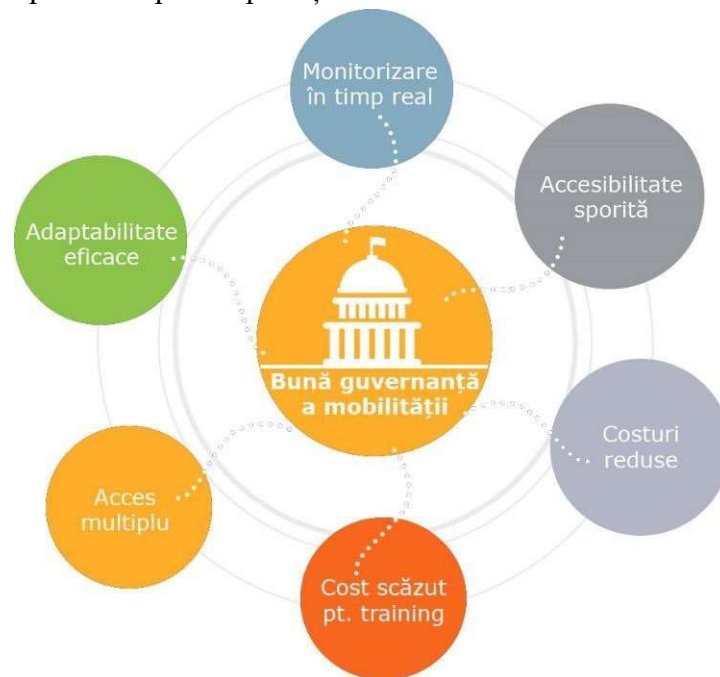 Monitorizare
în timp real
Accesibilitate
sporită
Adaptabilitate
eficace
Bună guvernanță
a mobilității
Costuri
reduse
Acces
multiplu
Cost scăzut
pt. training